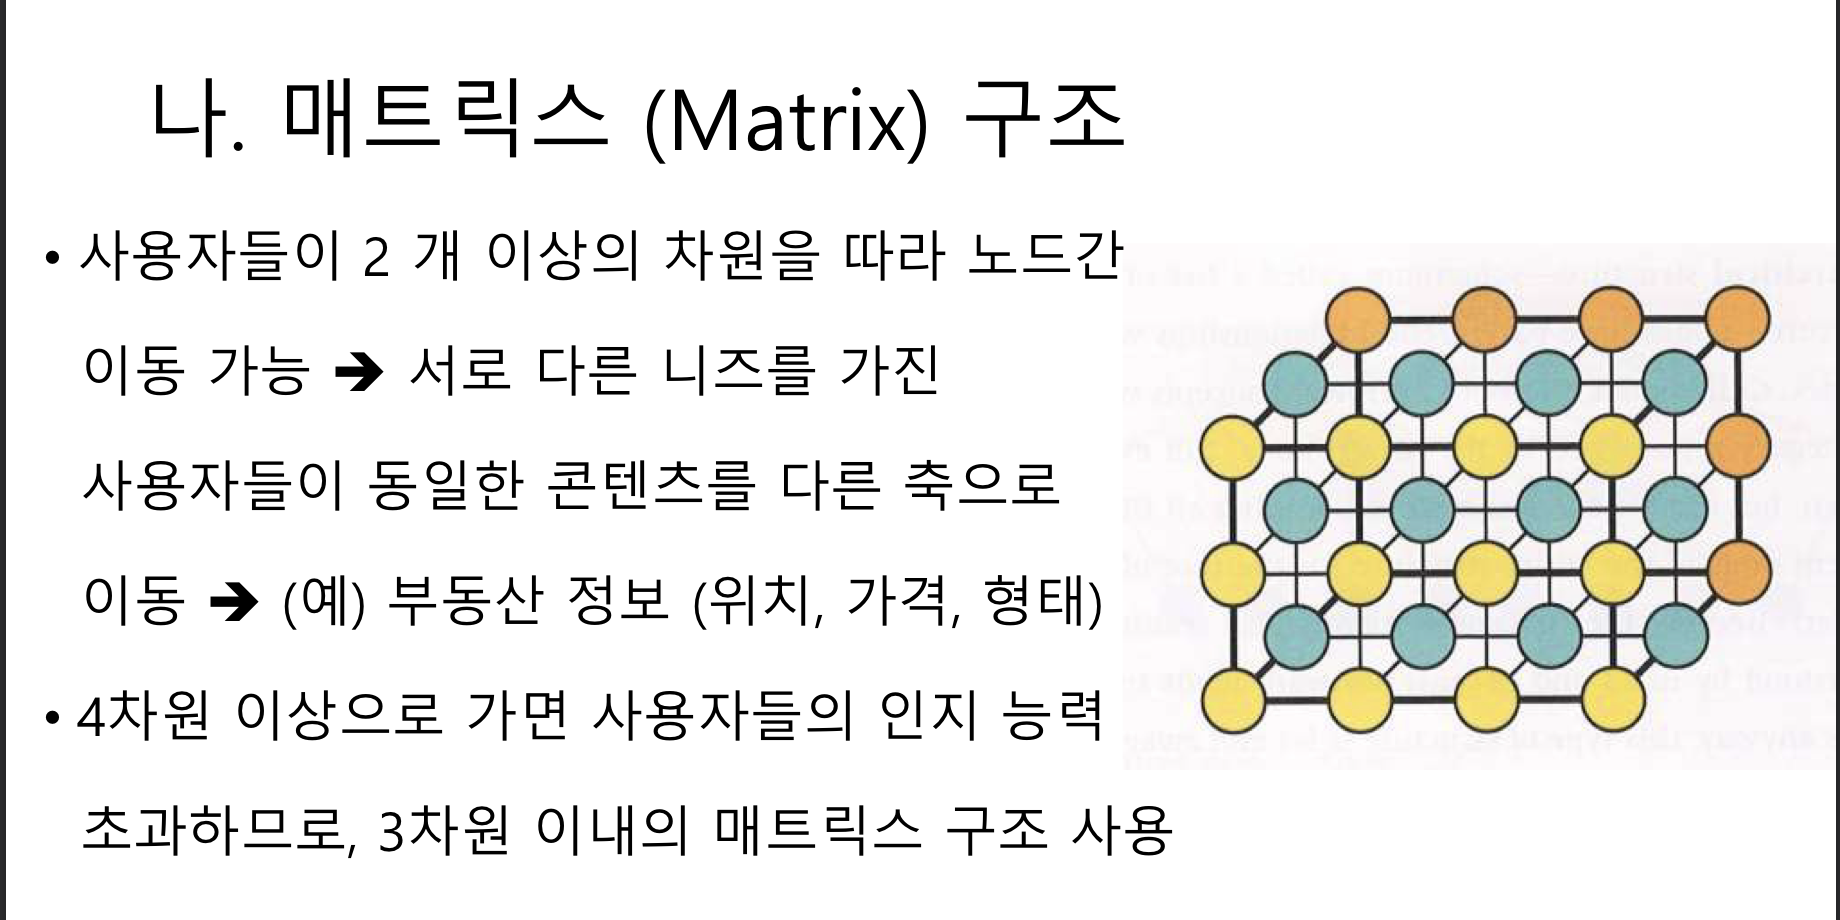 나. 매트릭스 (Matrix) 구조
• 사용자들이 2 개 이상의 차원을 따라 노드간
이동 가능 ➔ 서로 다른 니즈를 가진
사용자들이 동일한 콘텐츠를 다른 축으로
이동 ➔ (예) 부동산 정보 (위치, 가격, 형태)
• 4차원 이상으로 가면 사용자들의 인지 능력
초과하므로, 3차원 이내의 매트릭스 구조 사용